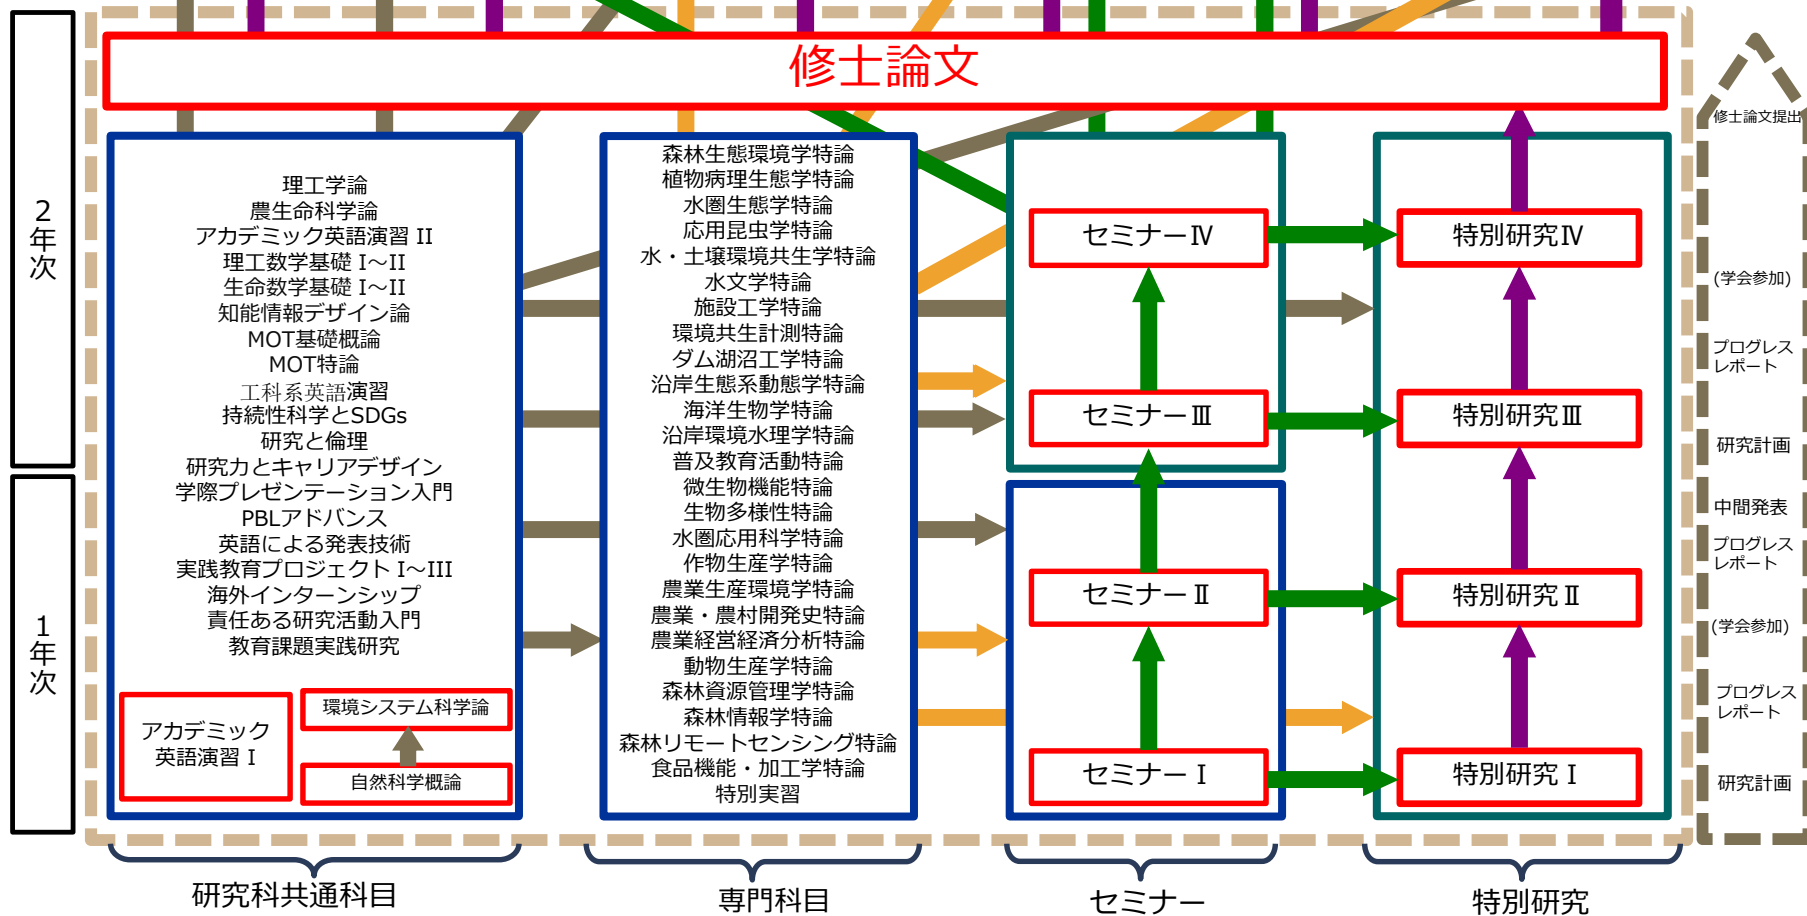 修士論文
2年次
1年次
理工学論
農生命科学論
アカデミック英語演習 II
理工数学基礎 I～II
生命数学基礎 I～II
知能情報デザイン論
MOT基礎概論
MOT特論
工科系英語演習
持続性科学とSDGs
研究と倫理
研究力とキャリアデザイン
学際プレゼンテーション入門
PBLアドバンス
英語による発表技術
実践教育プロジェクト I～III
海外インターンシップ
責任ある研究活動入門
教育課題実践研究
アカデミック
英語演習 I
環境システム科学論
自然科学概論
森林生態環境学特論
植物病理生態学特論
水圏生態学特論
応用昆虫学特論
水・土壌環境共生学特論
水文学特論
施設工学特論
環境共生計測特論
ダム湖沼工学特論
沿岸生態系動態学特論
海洋生物学特論
沿岸環境水理学特論
普及教育活動特論
微生物機能特論
生物多様性特論
水圏応用科学特論
作物生産学特論
農業生産環境学特論
農業・農村開発史特論
農業経営経済分析特論
動物生産学特論
森林資源管理学特論
森林情報学特論
森林リモートセンシング特論
食品機能・加工学特論
特別実習
セミナーⅣ
セミナーⅢ
セミナーⅡ
セミナーⅠ
特別研究Ⅳ
特別研究Ⅲ
特別研究Ⅱ
特別研究Ⅰ
修士論文提出
(学会参加)
プログレス
レポート
研究計画
中間発表
プログレス
レポート
(学会参加)
プログレス
レポート
研究計画
研究科共通科目
専門科目
セミナー
特別研究